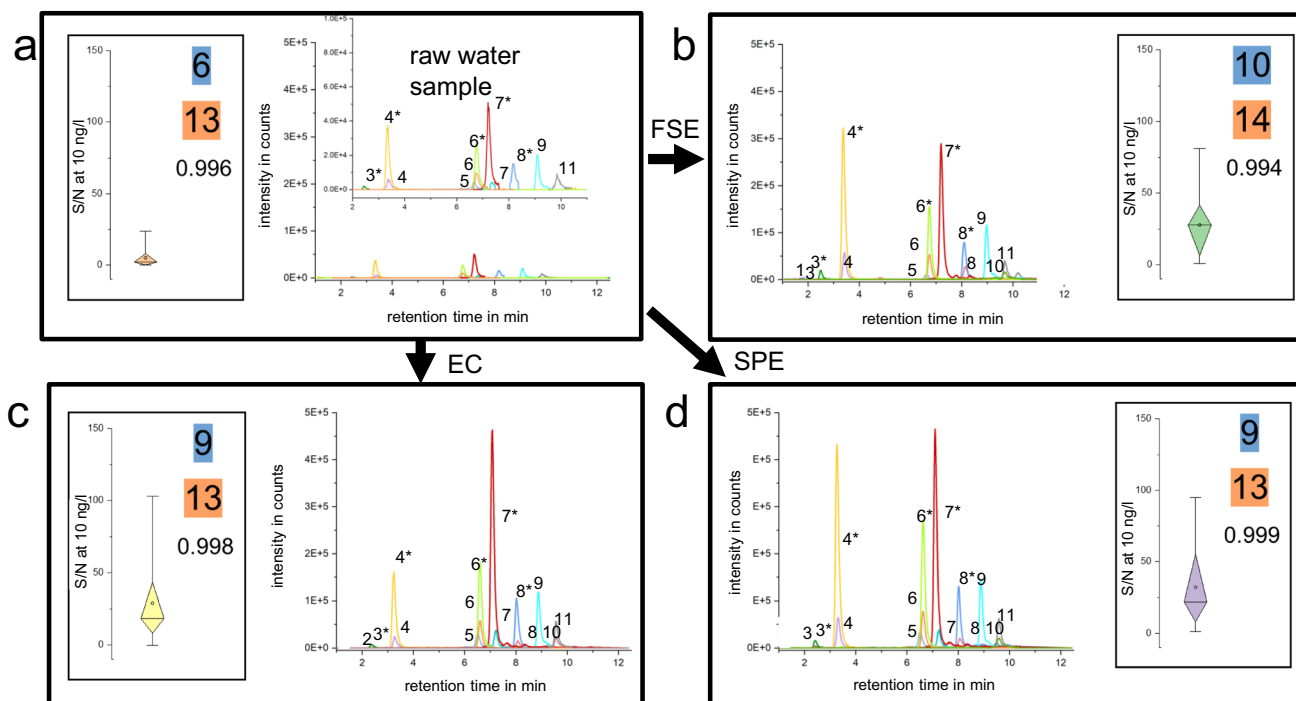 a
150
100
50
0
S/N at 10 ng/l
6
13
0.996
5E+5
4E+5
3E+5
2E+5
1E+5
0E+0
intensity in counts
2 4 6 8 10 12
retention time in min
1.0E+5
8.0E+4
6.0E+4
4.0E+4
2.0E+4
0.0E+0
2 4 6 8 10
raw water
sample
3* 4* 4 5 6 6* 7* 7 8* 9 11
FSE
b
5E+5
4E+5
3E+5
2E+5
1E+5
0E+0
intensity in counts
1 3 3* 4* 4 5 6 6* 7* 8* 8 9 10 11
2 4 6 8 10 12
retention time in min
150
100
50
0
S/N at 10 ng/l
10
14
0.994
EC
SPE
c
150
100
50
0
S/N at 10 ng/l
9
13
0.998
5E+5
4E+5
3E+5
2E+5
1E+5
0E+0
intensity in counts
2 3* 4* 4 5 6 6* 7* 7 8* 8 9 10 11
2 4 6 8 10 12
retention time in min
d
5E+5
4E+5
3E+5
2E+5
1E+5
0E+0
intensity in counts
3 3* 4* 4 5 6 6* 7* 7 8* 8 9 10 11
2 4 6 8 10 12
retention time in min
150
100
50
0
S/N at 10 ng/l
9
13
0.999